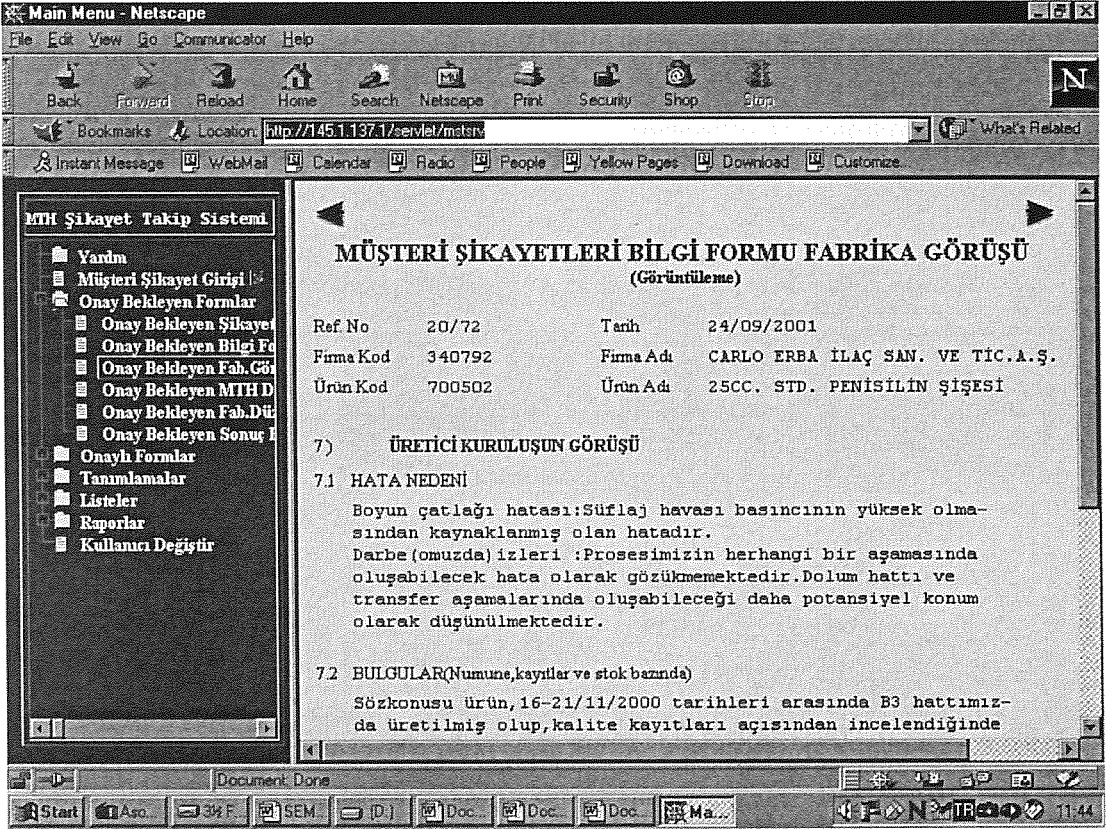 Main Menu - Netscape
File Edit View Go Communicator Help
Back Forward Reload Home Search Netscape Print Security Shop Stop
N
Bookmarks Location: http://145.1.137.1/servlet/mstsrv What's Related
Instant Message WebMail Calendar Radio People Yellow Pages Download Customize...
MTH Şikayet Takip Sistemi
Yardım
Müşteri Şikayet Girişi
Onay Bekleyen Formlar
Onay Bekleyen Şikayet
Onay Bekleyen Bilgi Fo
Onay Bekleyen Fab.Gör
Onay Bekleyen MTH D
Onay Bekleyen Fab.Dü
Onay Bekleyen Sonuç
Onaylı Formlar
Tanımlamalar
Listeler
Raporlar
Kullanıcı Değiştir
MÜŞTERİ ŞİKAYETLERİ BİLGİ FORMU FABRİKA GÖRÜŞÜ
(Görüntüleme)
Ref. No 20/72 Tarih 24/09/2001
Firma Kod 340792 Firma Adı CARLO ERBA İLAÇ SAN. VE TİC.A.Ş.
Ürün Kod 700502 Ürün Adı 25CC. STD. PENİSİLİN ŞİŞESİ
7) ÜRETİCİ KURULUŞUN GÖRÜŞÜ
7.1 HATA NEDENİ
Boyun çatlağı hatası:Süflaj havası basıncının yüksek olma-
sından kaynaklanmış olan hatadır.
Darbe(omuzda)izleri :Prosesimizin herhangi bir aşamasında
oluşabilecek hata olarak gözükmemektedir.Dolum hattı ve
transfer aşamalarında oluşabileceği daha potansiyel konum
olarak düşünülmektedir.
7.2 BULGULAR(Numune,kayıtlar ve stok bazında)
Sözkonusu ürün,16-21/11/2000 tarihleri arasında B3 hattımız-
da üretilmiş olup,kalite kayıtları açısından incelendiğinde
Document: Done
Start Aso... 3½ F... SEM... (D:) Doc... Doc... Doc... Ma... TR 11:44